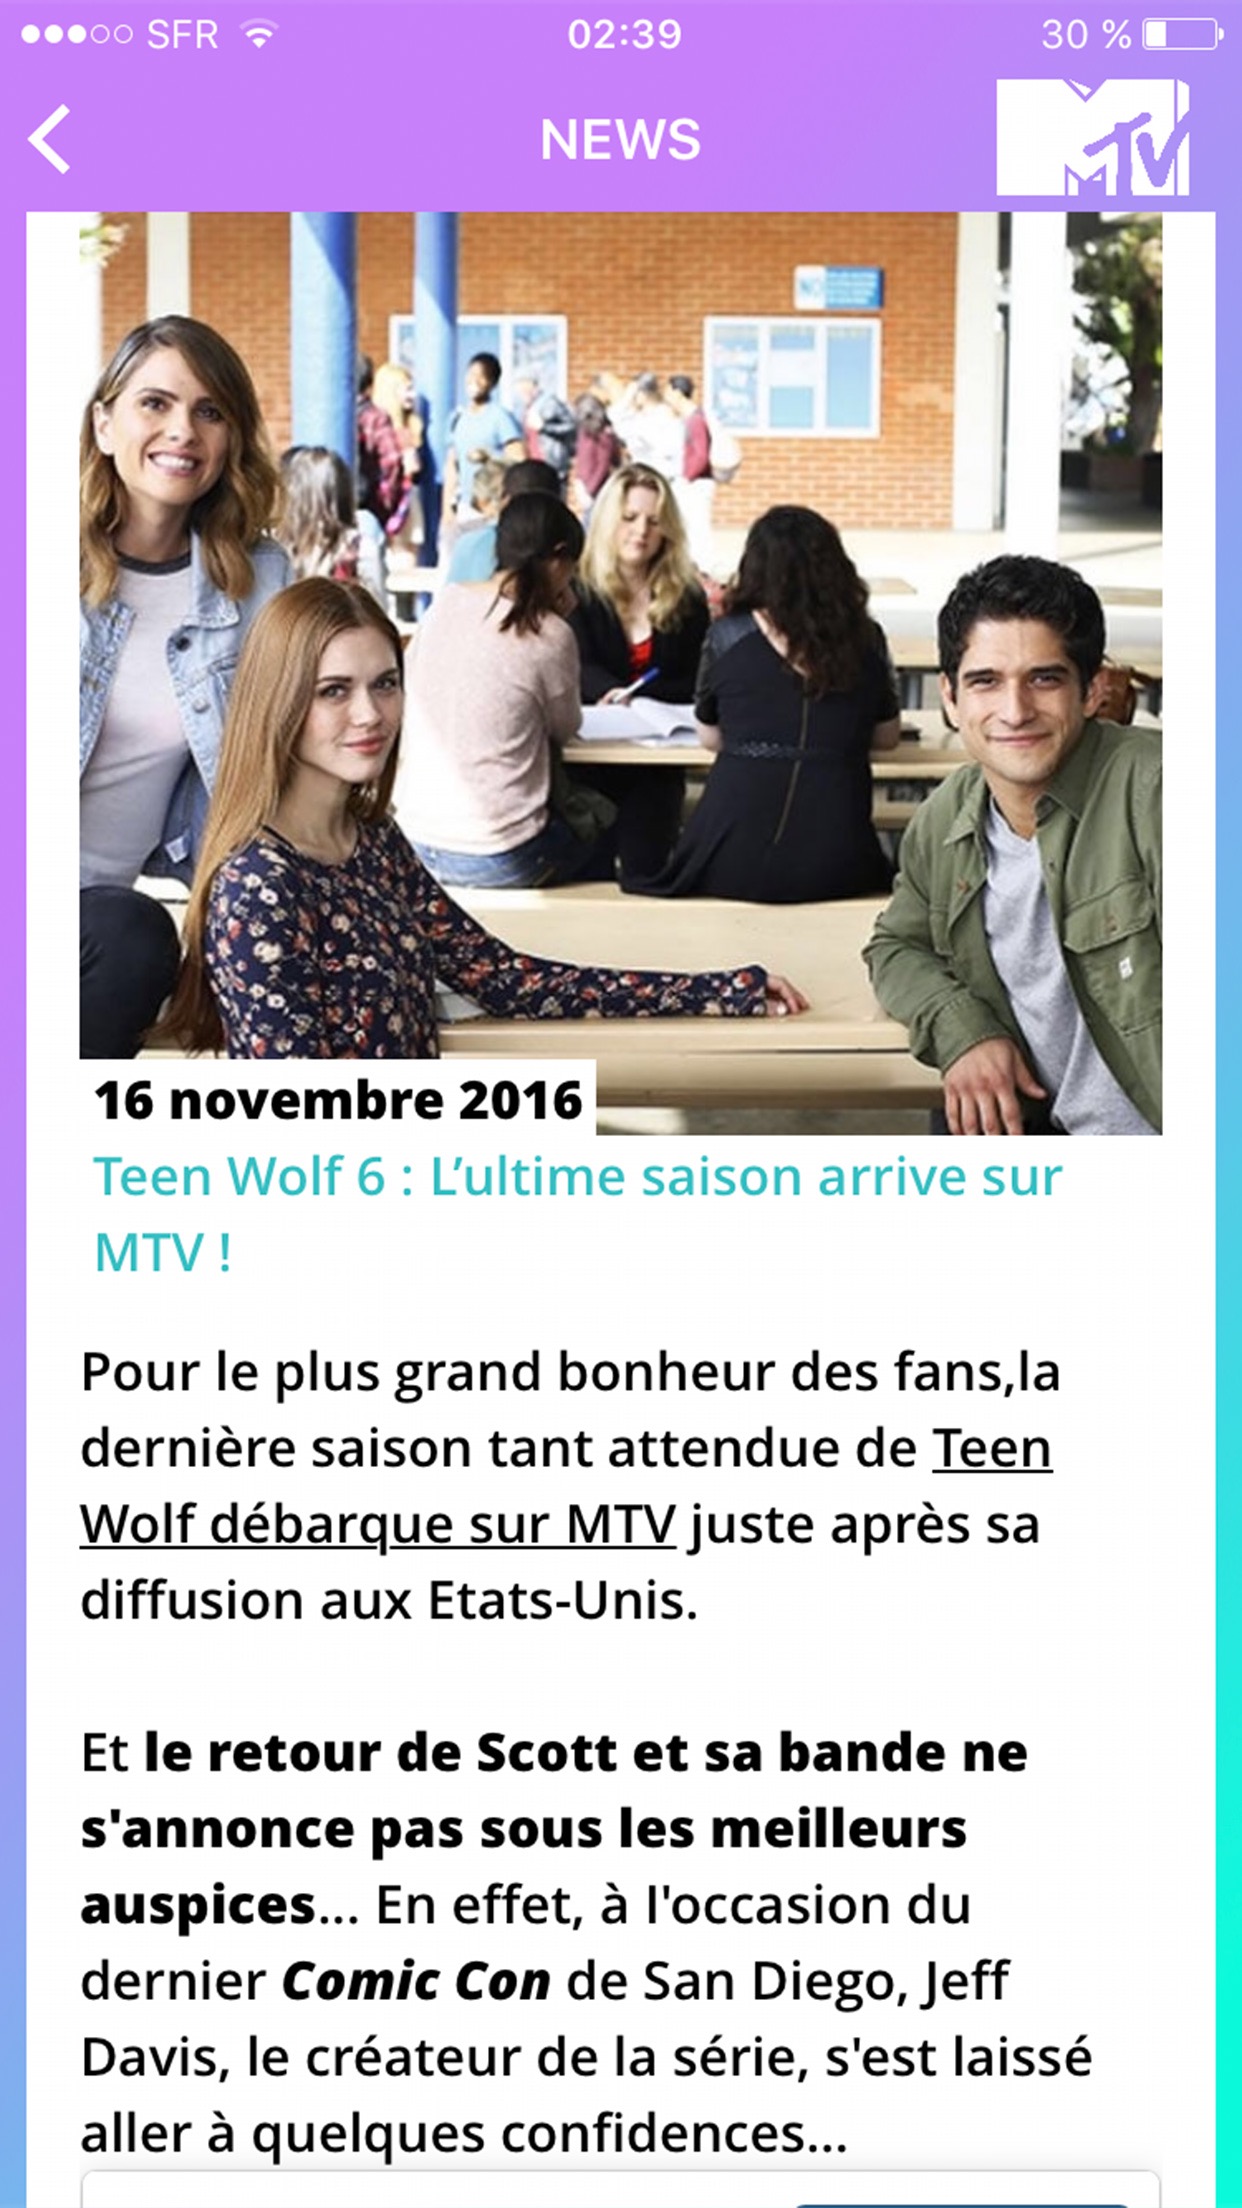 SFR 02:39 30 %
NEWS
MTV
NO
16 novembre 2016
Teen Wolf 6 : L’ultime saison arrive sur
MTV !
Pour le plus grand bonheur des fans,la
dernière saison tant attendue de Teen
Wolf débarque sur MTV juste après sa
diffusion aux Etats-Unis.
Et le retour de Scott et sa bande ne
s'annonce pas sous les meilleurs
auspices... En effet, à l'occasion du
dernier Comic Con de San Diego, Jeff
Davis, le créateur de la série, s'est laissé
aller à quelques confidences...